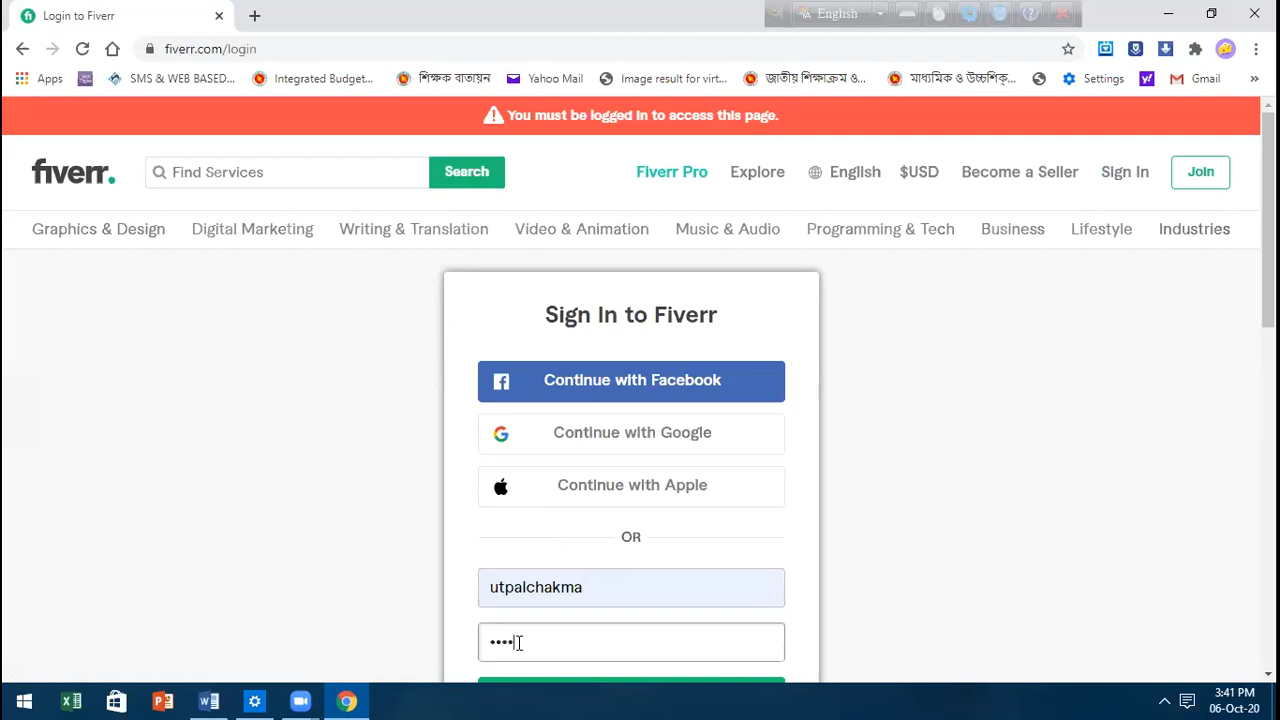 Login to Fiverr
English
fiverr.com/login
Apps
SMS & WEB BASED...
Integrated Budget...
শিক্ষক বাতায়ন
Yahoo Mail
Image result for virt...
জাতীয় শিক্ষাক্রম ও...
মাধ্যমিক ও উচ্চশিক্...
Settings
Gmail
You must be logged in to access this page.
fiverr.
Find Services
Search
Fiverr Pro
Explore
English
$USD
Become a Seller
Sign In
Join
Graphics & Design
Digital Marketing
Writing & Translation
Video & Animation
Music & Audio
Programming & Tech
Business
Lifestyle
Industries
Sign In to Fiverr
Continue with Facebook
Continue with Google
Continue with Apple
OR
utpalchakma
••••
3:41 PM
06-Oct-20